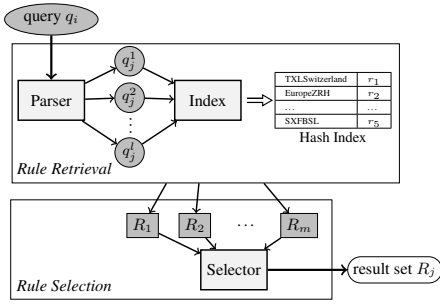 query q_i
Parser
q_j^1
q_j^2
⋮
q_j^l
Index
TXLSwitzerland r_1
EuropeZRH r_2
... ...
SXFBSL r_5
Hash Index
Rule Retrieval
R_1 R_2 ... R_m
Selector
result set R_j
Rule Selection